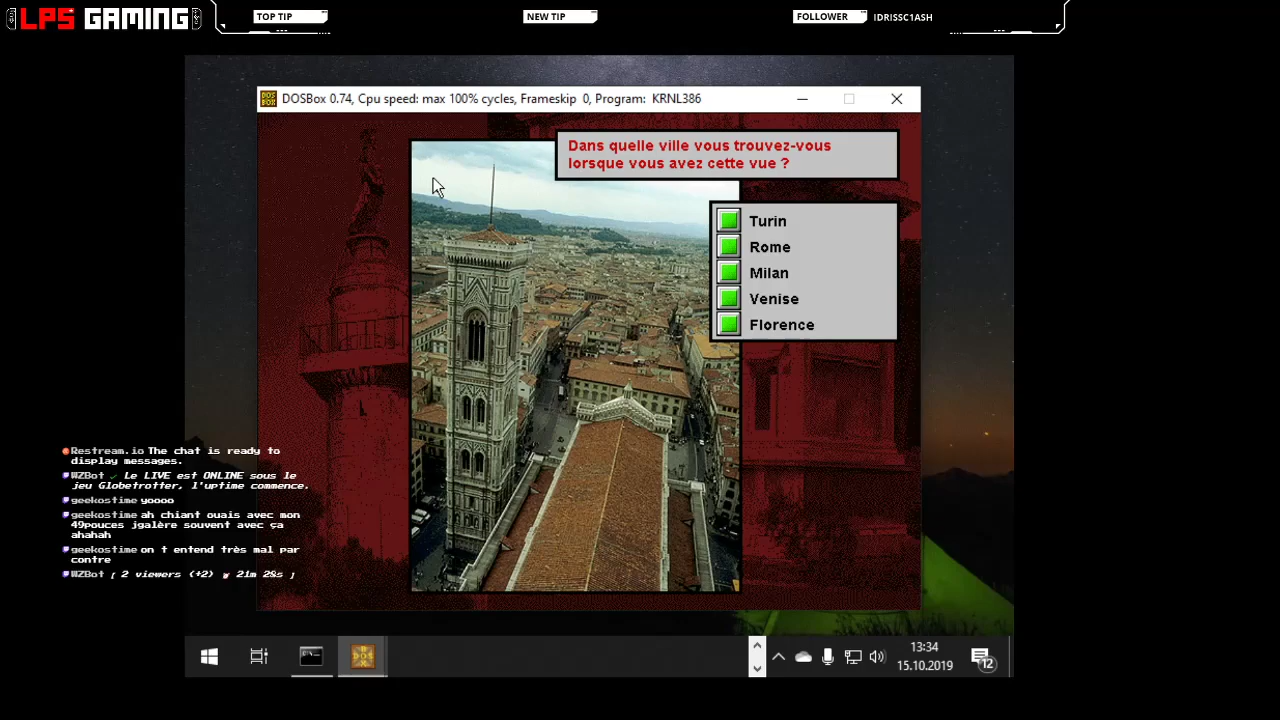 LPS GAMING
TOP TIP
NEW TIP
FOLLOWER
IDRISSC1ASH
DOSBox 0.74, Cpu speed: max 100% cycles, Frameskip 0, Program: KRNL386
Dans quelle ville vous trouvez-vous
lorsque vous avez cette vue ?
Turin
Rome
Milan
Venise
Florence
Restream.io The chat is ready to
display messages.
WZBot Le LIVE est ONLINE sous le
jeu Globetrotter, l'uptime commence.
geekostime yoooo
geekostime ah chiant ouais avec mon
49pouces jgalère souvent avec ça
ahahah
geekostime on t entend très mal par
contre
WZBot [ 2 viewers (+2) 21m 28s ]
13:34
15.10.2019
12